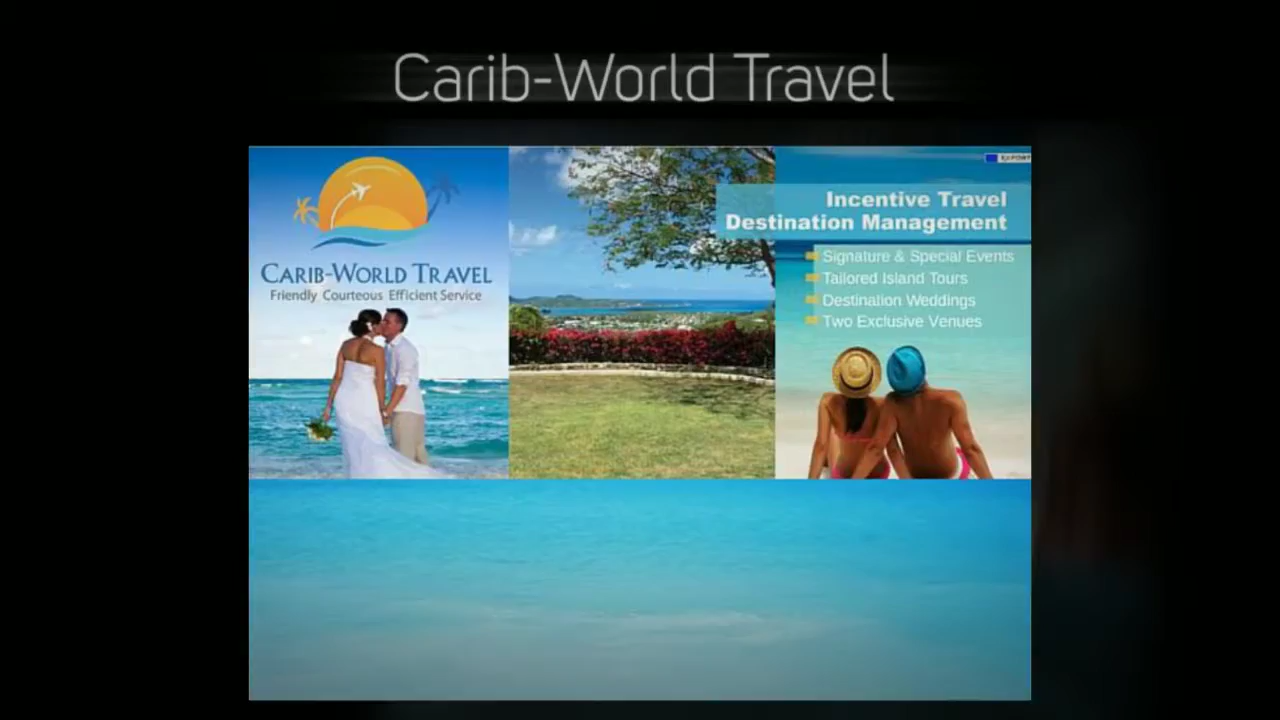 Carib-World Travel
CARIB-WORLD TRAVEL
Friendly Courteous Efficient Service
Incentive Travel
Destination Management
Signature & Special Events
Tailored Island Tours
Destination Weddings
Two Exclusive Venues